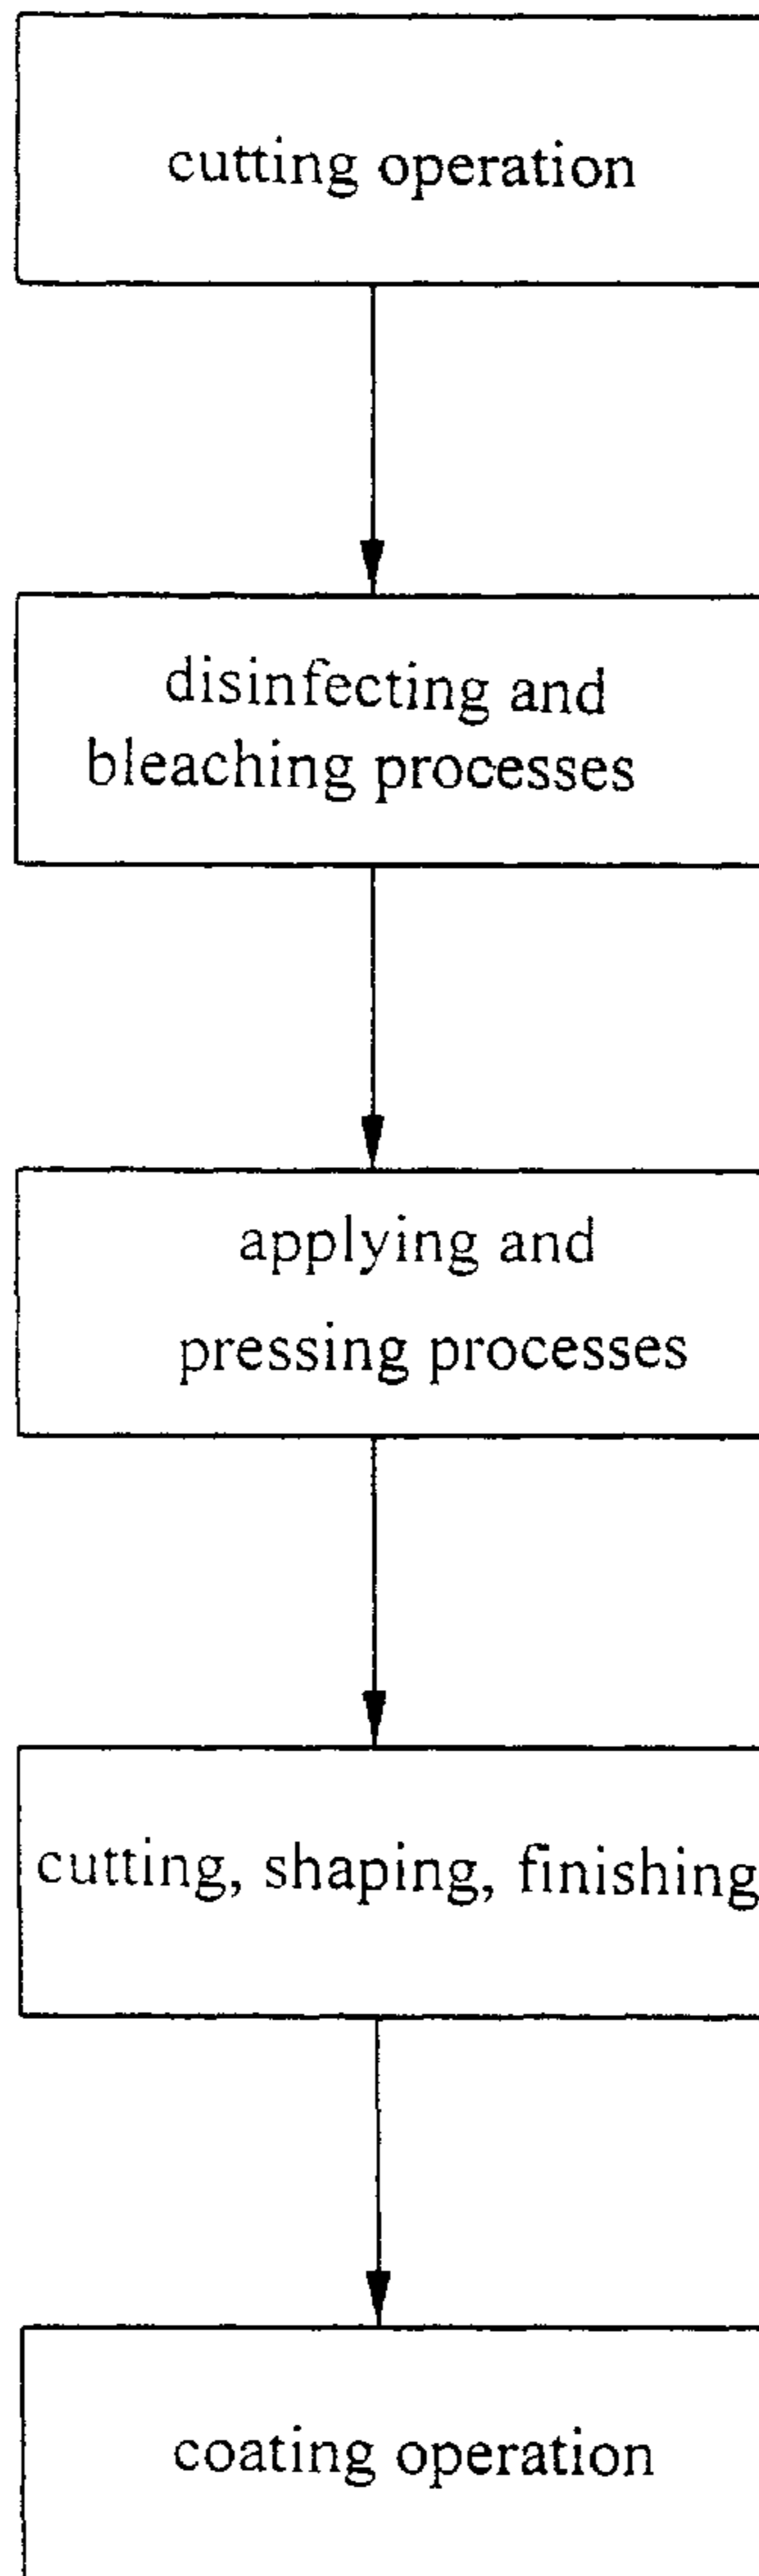 cutting operation
disinfecting and
bleaching processes
applying and
pressing processes
cutting, shaping, finishing
coating operation